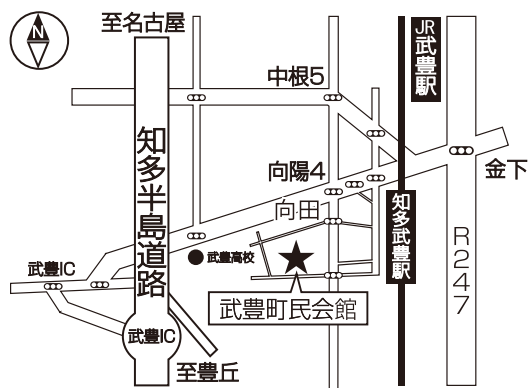 N
至名古屋
JR武豊駅
中根5
知多半島道路
向陽4
金下
向田
知多武豊駅
武豊高校
R247
武豊IC
武豊町民会館
武豊IC
至豊丘